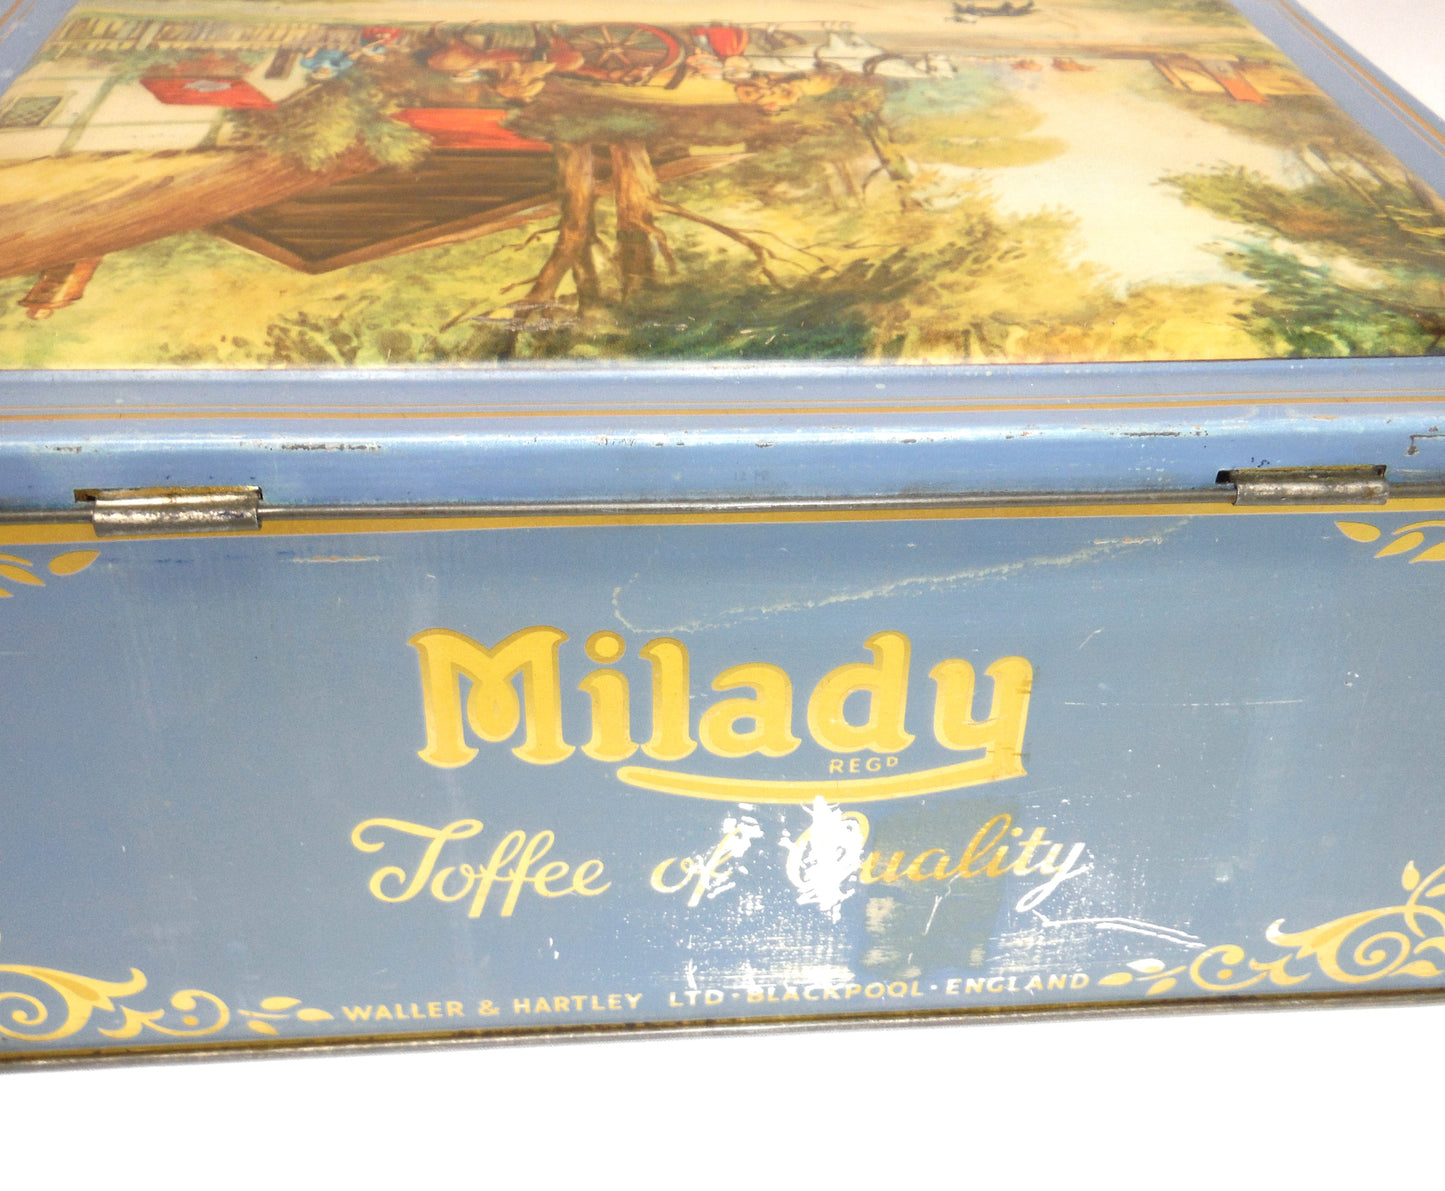 Milady
REGD
Toffee of Quality
WALLER & HARTLEY LTD · BLACKPOOL · ENGLAND